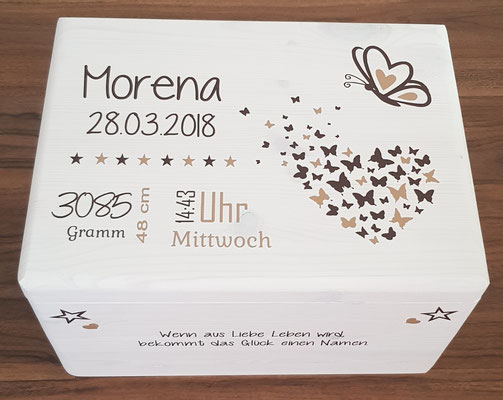 Morena
28.03.2018
3085
Gramm
48 cm
14:43
Uhr
Mittwoch
Wenn aus Liebe Leben wird,
bekommt das Glück einen Namen.